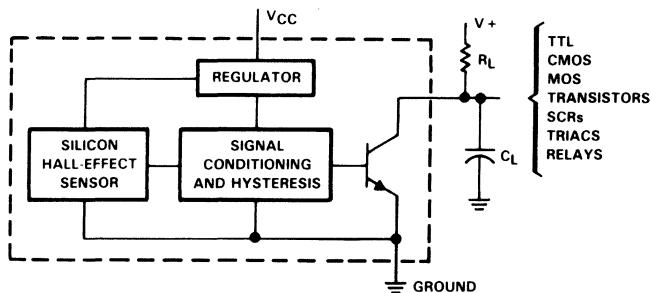 VCC
REGULATOR
SILICON
HALL-EFFECT
SENSOR
SIGNAL
CONDITIONING
AND HYSTERESIS
V+
RL
CL
TTL
CMOS
MOS
TRANSISTORS
SCRs
TRIACS
RELAYS
GROUND